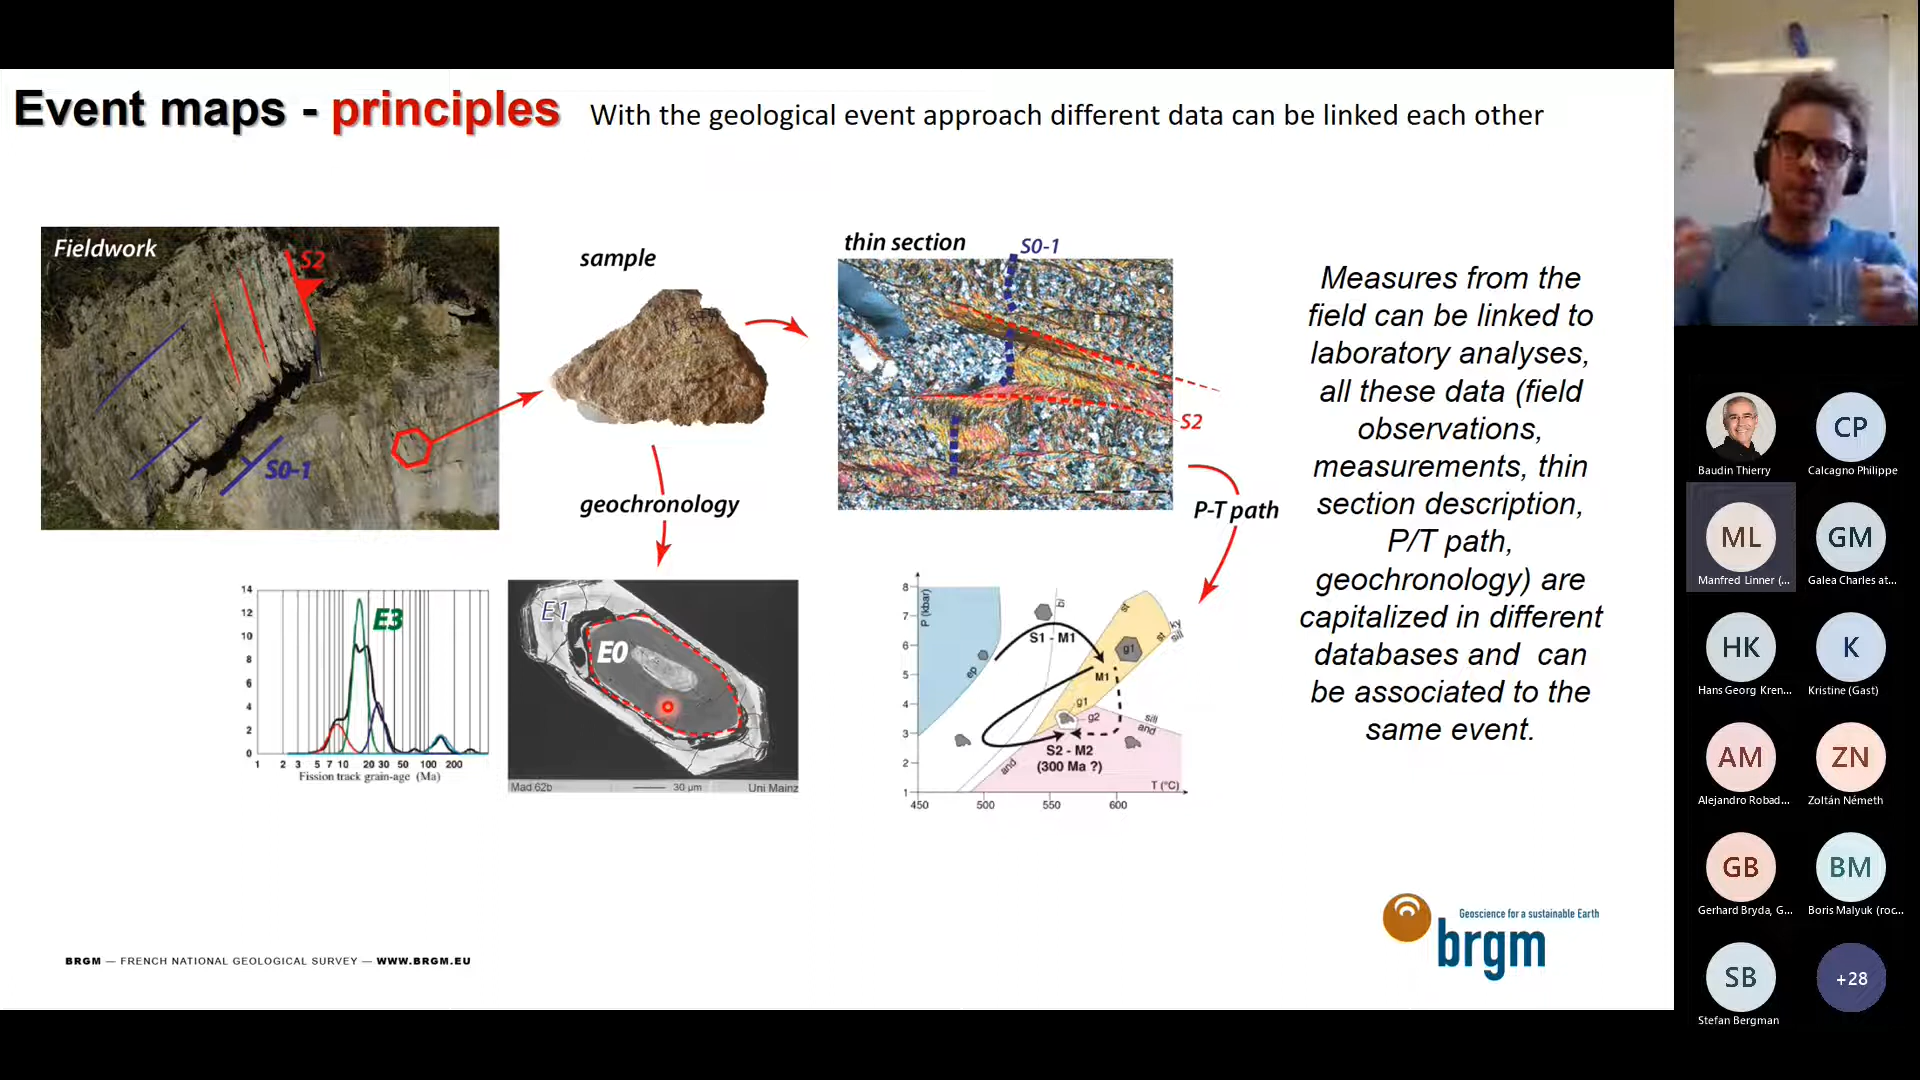 Event maps - principles
With the geological event approach different data can be linked each other
Fieldwork
S2
S0-1
sample
geochronology
thin section
S0-1
S2
P-T path
Measures from the
field can be linked to
laboratory analyses,
all these data (field
observations,
measurements, thin
section description,
P/T path,
geochronology) are
capitalized in different
databases and can
be associated to the
same event.
14
12
10
8
6
4
2
0
E3
1 2 3 5 7 10 20 30 50 100 200
Fission track grain-age (Ma)
E1
E0
Mad 62b
30 µm
Uni Mainz
P (kbar)
8
7
6
5
4
3
2
1
ep
bi
st
st
ky
sill
S1 - M1
g1
M1
g1
g2
sill
and
S2 - M2
(300 Ma ?)
and
T (°C)
450 500 550 600
BRGM — FRENCH NATIONAL GEOLOGICAL SURVEY — WWW.BRGM.EU
Geoscience for a sustainable Earth
brgm
Baudin Thierry
CP
Calcagno Philippe
ML
Manfred Linner (...
GM
Galea Charles at...
HK
Hans Georg Kren...
K
Kristine (Gast)
AM
Alejandro Robad...
ZN
Zoltán Németh
GB
Gerhard Bryda, G...
BM
Boris Malyuk (roc...
SB
Stefan Bergman
+28